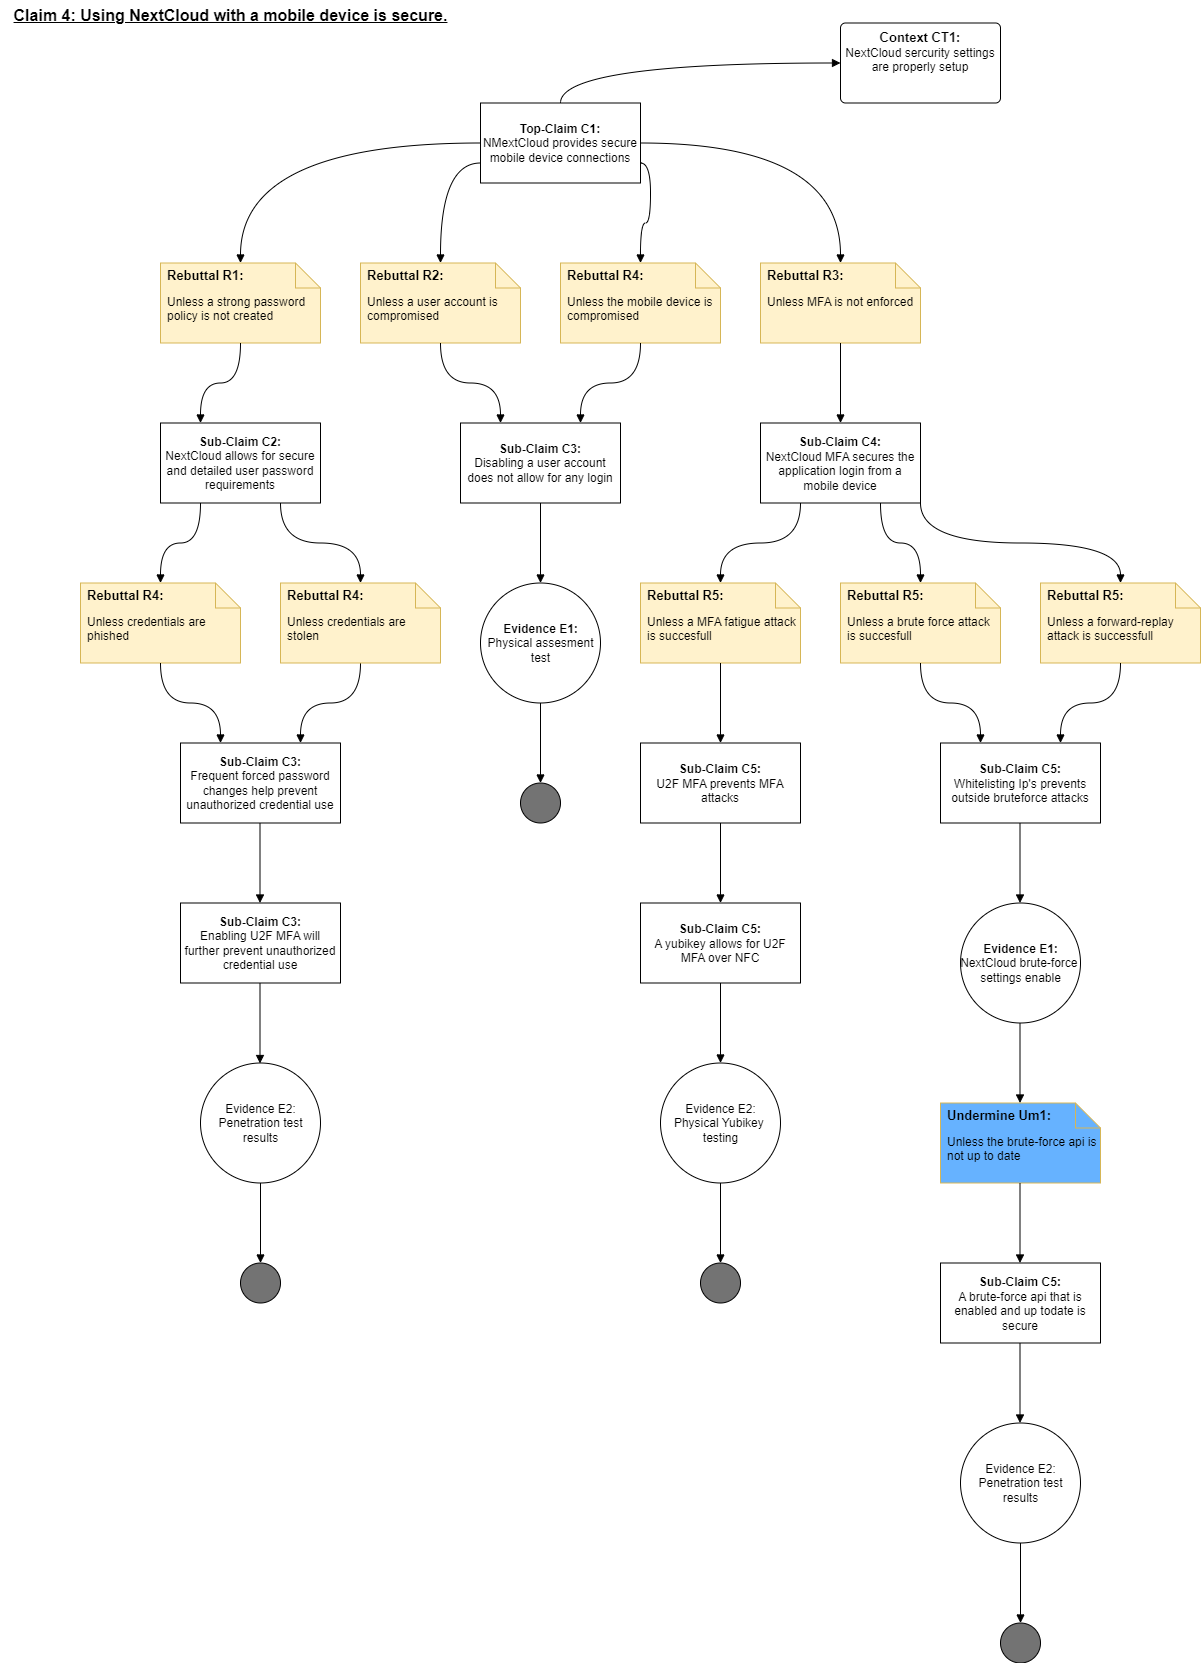 Claim 4: Using NextCloud with a mobile device is secure.
Context CT1:
NextCloud sercurity settings
are properly setup
Top-Claim C1:
NMextCloud provides secure
mobile device connections
Rebuttal R1:
Unless a strong password
policy is not created
Rebuttal R2:
Unless a user account is
compromised
Rebuttal R4:
Unless the mobile device is
compromised
Rebuttal R3:
Unless MFA is not enforced
Sub-Claim C2:
NextCloud allows for secure
and detailed user password
requirements
Sub-Claim C3:
Disabling a user account
does not allow for any login
Sub-Claim C4:
NextCloud MFA secures the
application login from a
mobile device
Rebuttal R4:
Unless credentials are
phished
Rebuttal R4:
Unless credentials are
stolen
Evidence E1:
Physical assesment
test
Rebuttal R5:
Unless a MFA fatigue attack
is succesfull
Rebuttal R5:
Unless a brute force attack
is succesfull
Rebuttal R5:
Unless a forward-replay
attack is successfull
Sub-Claim C3:
Frequent forced password
changes help prevent
unauthorized credential use
Sub-Claim C5:
U2F MFA prevents MFA
attacks
Sub-Claim C5:
Whitelisting Ip's prevents
outside bruteforce attacks
Sub-Claim C3:
Enabling U2F MFA will
further prevent unauthorized
credential use
Sub-Claim C5:
A yubikey allows for U2F
MFA over NFC
Evidence E1:
NextCloud brute-force
settings enable
Evidence E2:
Penetration test
results
Evidence E2:
Physical Yubikey
testing
Undermine Um1:
Unless the brute-force api is
not up to date
Sub-Claim C5:
A brute-force api that is
enabled and up todate is
secure
Evidence E2:
Penetration test
results